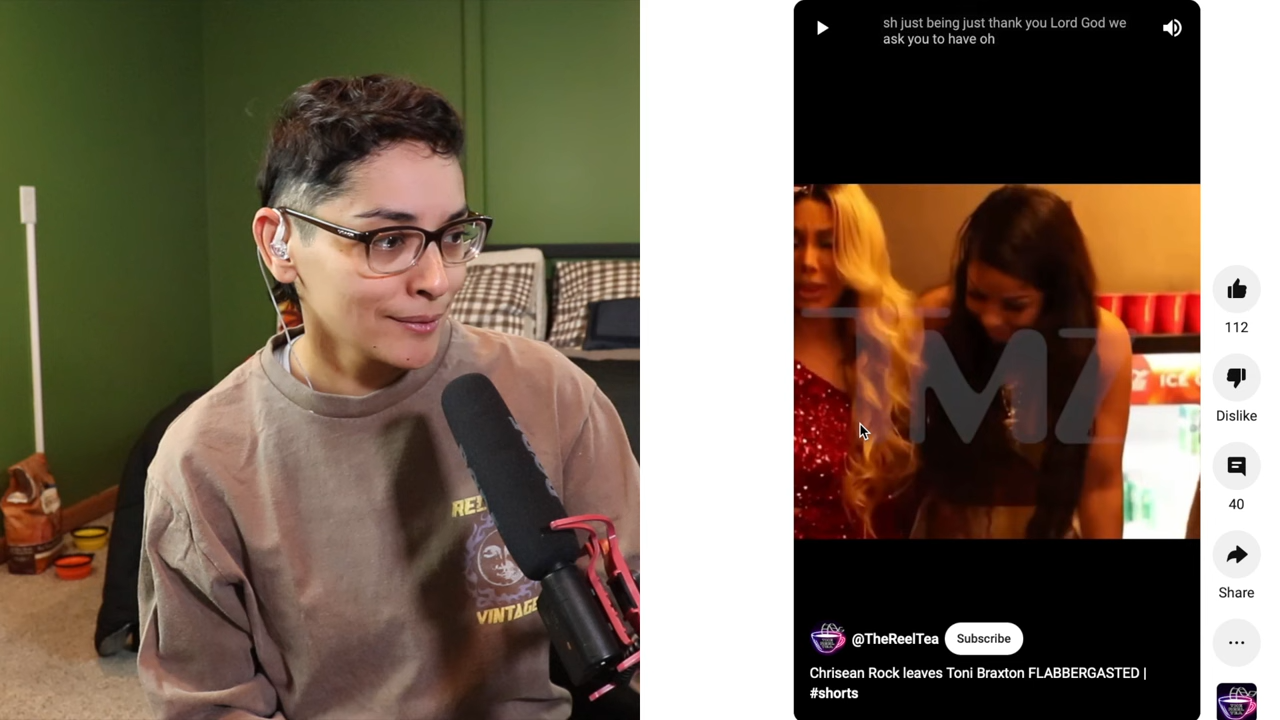 sh just being just thank you Lord God we
ask you to have oh
TMZ
ICE
112
Dislike
40
Share
@TheReelTea
Subscribe
Chrisean Rock leaves Toni Braxton FLABBERGASTED |
#shorts
VINTAGE